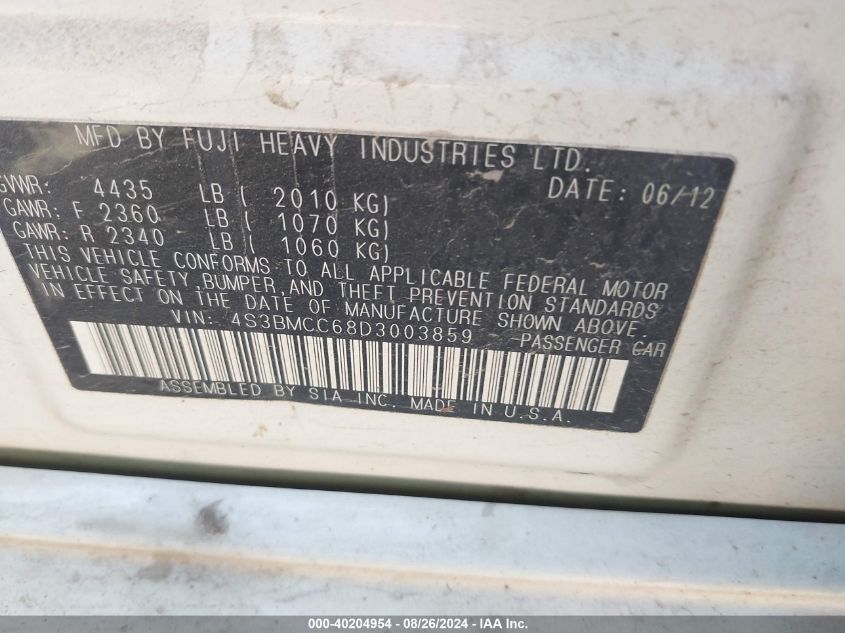 MFD BY FUJI HEAVY INDUSTRIES LTD.
GVWR: 4435 LB ( 2010 KG) DATE: 06/12
GAWR: F 2360 LB ( 1070 KG)
GAWR: R 2340 LB ( 1060 KG)
THIS VEHICLE CONFORMS TO ALL APPLICABLE FEDERAL MOTOR
VEHICLE SAFETY, BUMPER, AND THEFT PREVENTION STANDARDS
IN EFFECT ON THE DATE OF MANUFACTURE SHOWN ABOVE.
VIN: 4S3BMCC68D3003859 PASSENGER CAR
ASSEMBLED BY SIA INC. MADE IN U.S.A.
000-40204954 - 08/26/2024 - IAA Inc.